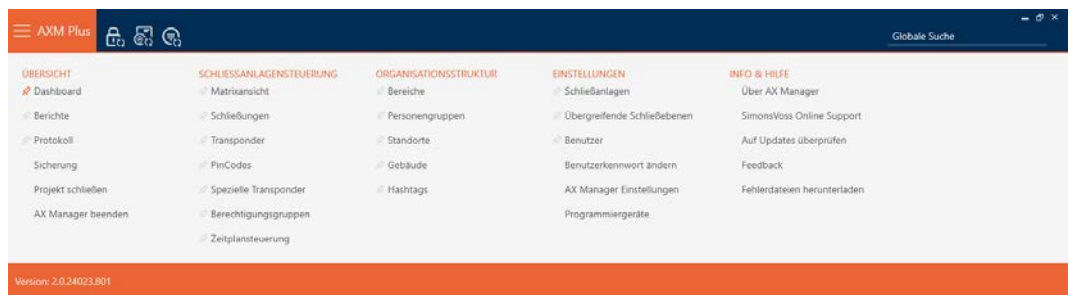 AXM Plus
Globale Suche
ÜBERSICHT
Dashboard
Berichte
Protokoll
Sicherung
Projekt schließen
AX Manager beenden
SCHLIESSANLAGENSTEUERUNG
Matrixansicht
Schließungen
Transponder
PinCodes
Spezielle Transponder
Berechtigungsgruppen
Zeitplansteuerung
ORGANISATIONSSTRUKTUR
Bereiche
Personengruppen
Standorte
Gebäude
Hashtags
EINSTELLUNGEN
Schließanlagen
Übergreifende Schließebenen
Benutzer
Benutzerkennwort ändern
AX Manager Einstellungen
Programmiergeräte
INFO & HILFE
Über AX Manager
SimonsVoss Online Support
Auf Updates überprüfen
Feedback
Fehlerdateien herunterladen
Version: 2.0.24023.801